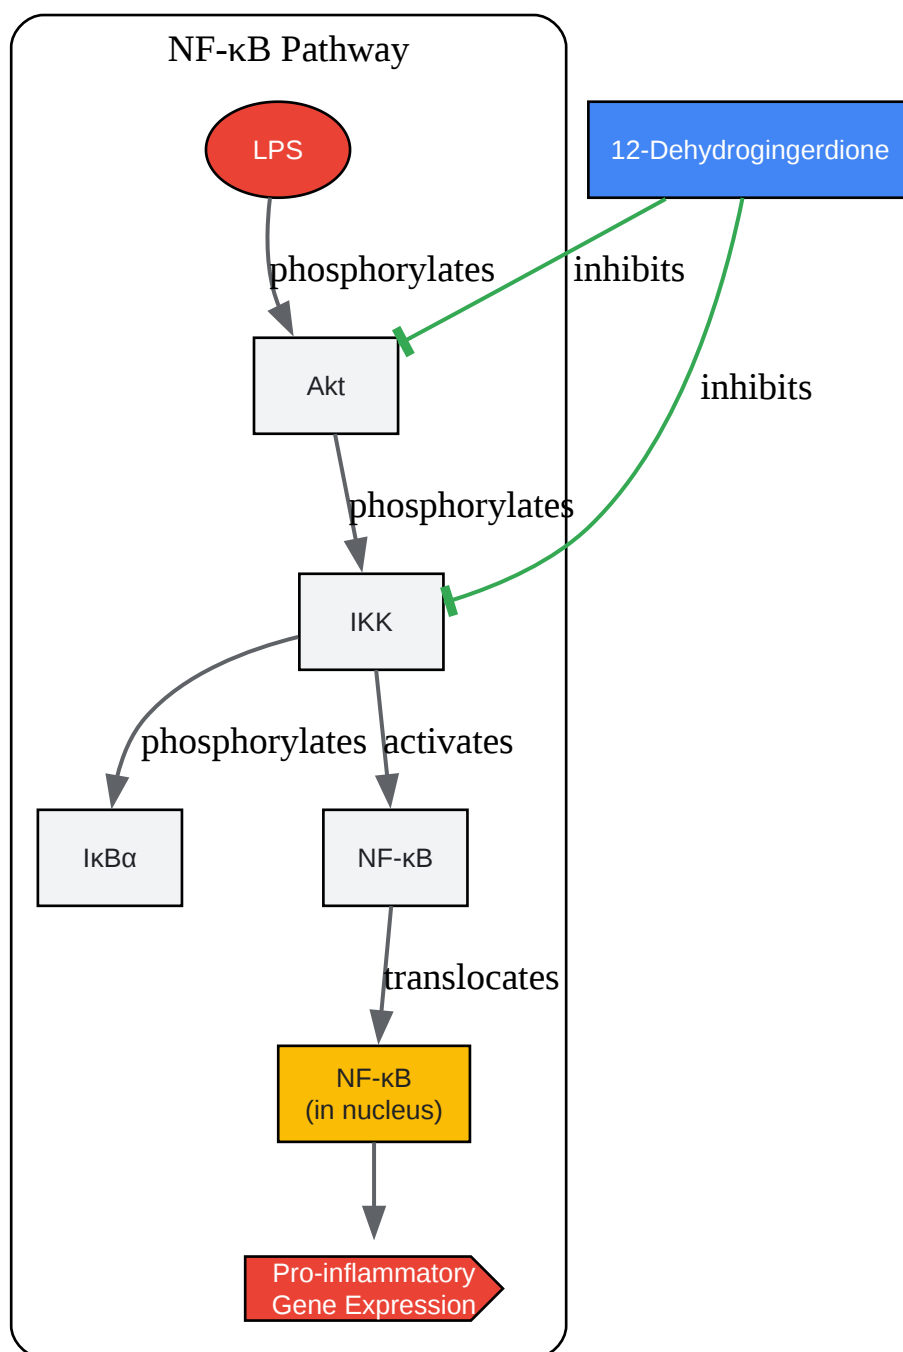 NF-κB Pathway
LPS
12-Dehydrogingerdione
phosphorylates
inhibits
Akt
inhibits
phosphorylates
IKK
phosphorylates
activates
IκBα
NF-κB
translocates
NF-κB
(in nucleus)
Pro-inflammatory
Gene Expression